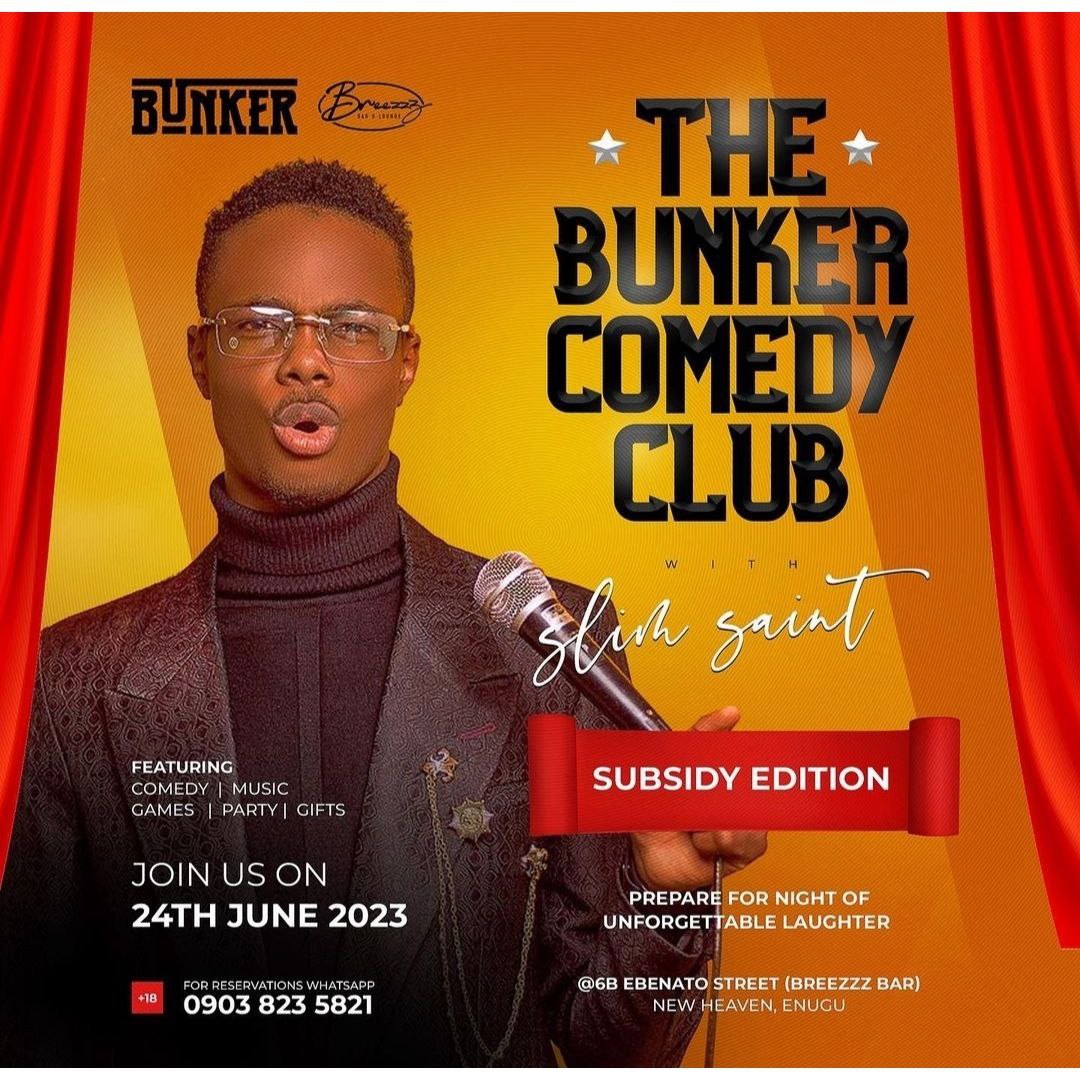 BUNKER
Breezzz
BAR & LOUNGE
THE
BUNKER
COMEDY
CLUB
WITH
slim saint
SUBSIDY EDITION
FEATURING
COMEDY | MUSIC
GAMES | PARTY | GIFTS
JOIN US ON
24TH JUNE 2023
+18
FOR RESERVATIONS WHATSAPP
0903 823 5821
PREPARE FOR NIGHT OF
UNFORGETTABLE LAUGHTER
@6B EBENATO STREET (BREEZZZ BAR)
NEW HEAVEN, ENUGU